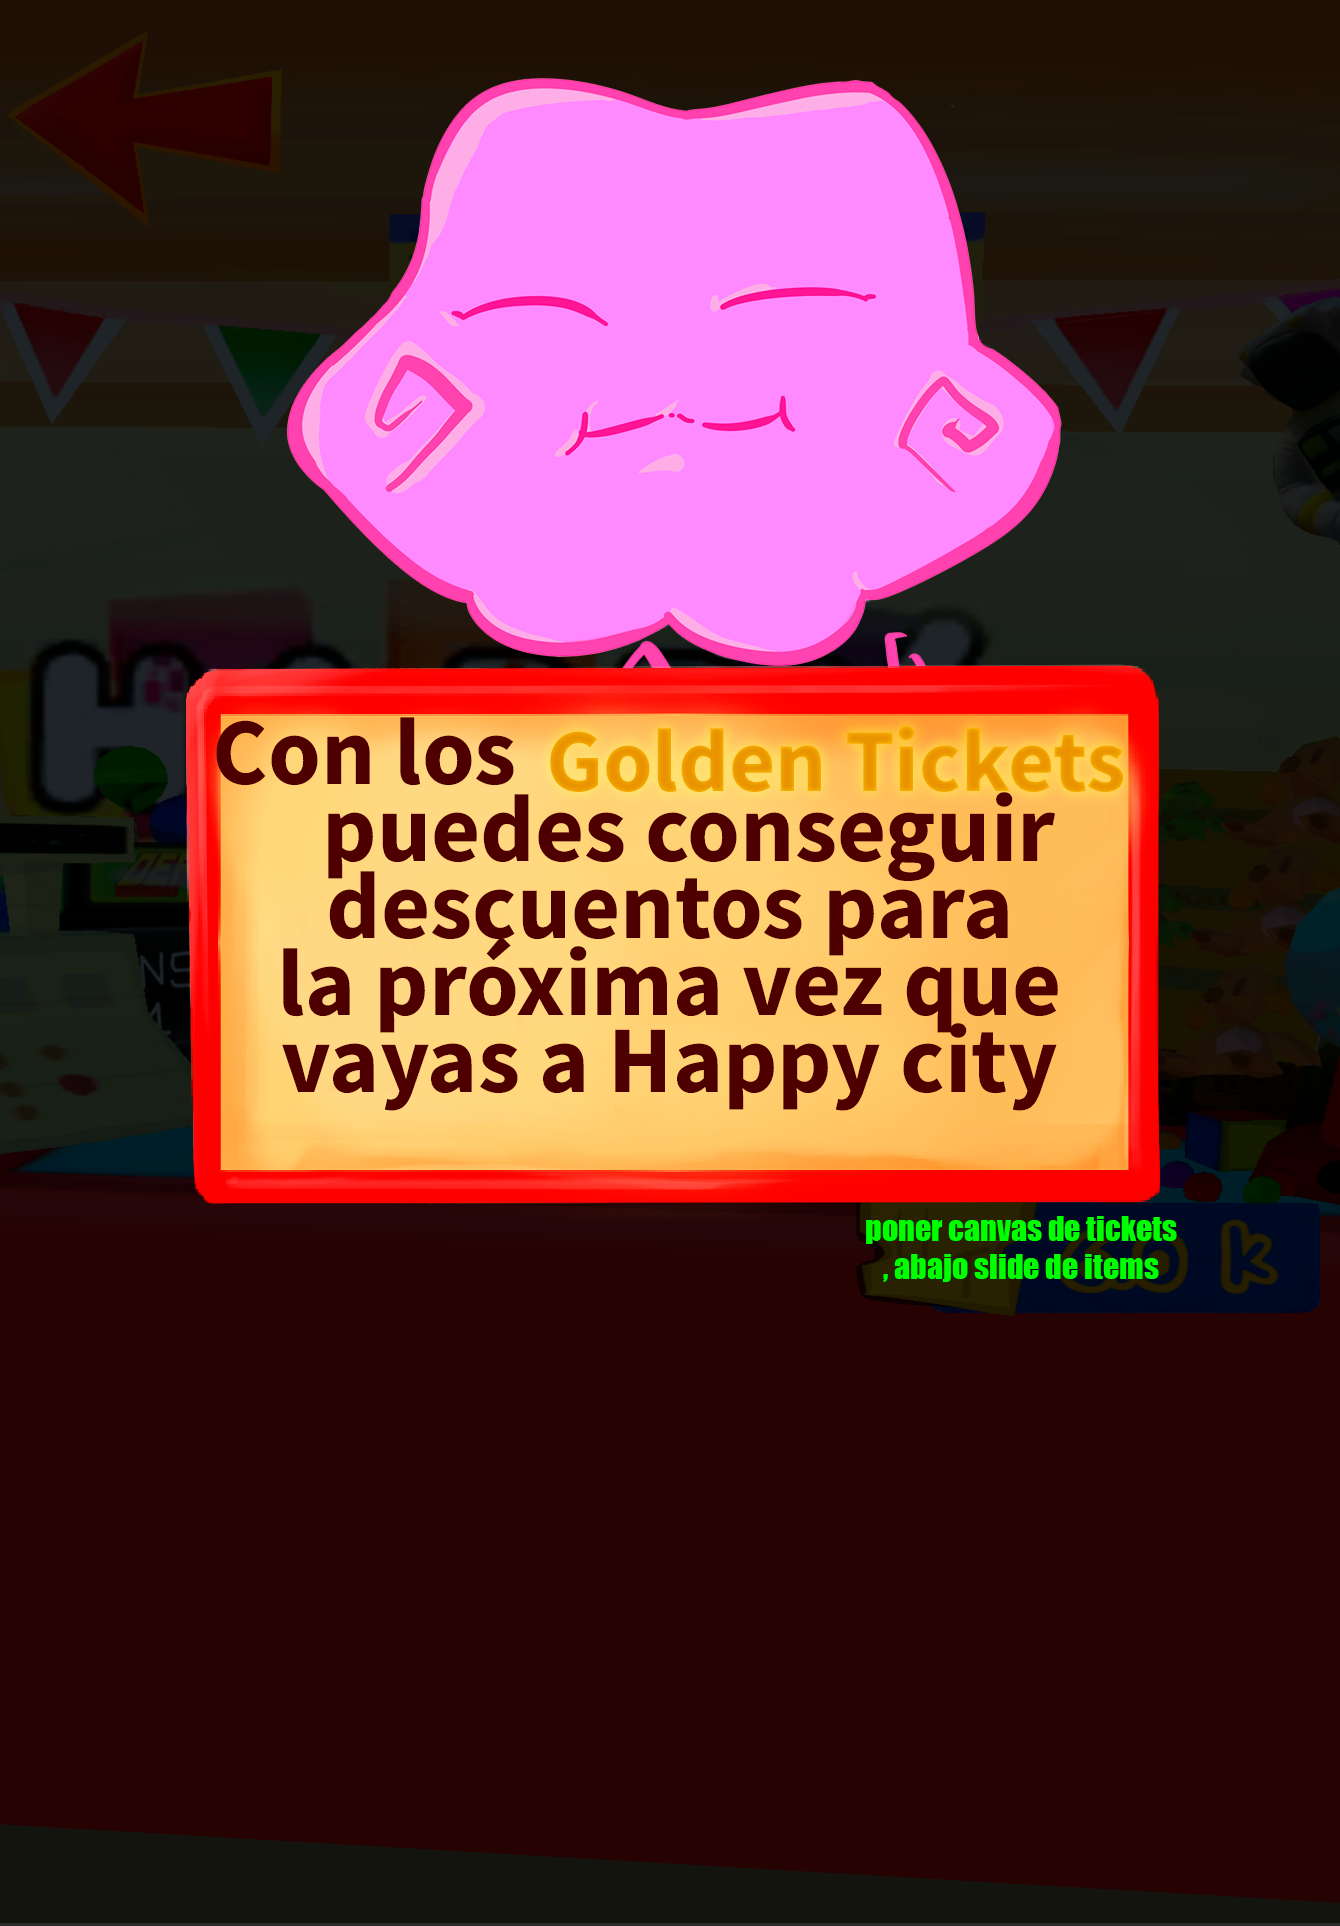 Con los Golden Tickets
puedes conseguir
descuentos para
la próxima vez que
vayas a Happy city
poner canvas de tickets
, abajo slide de items
k